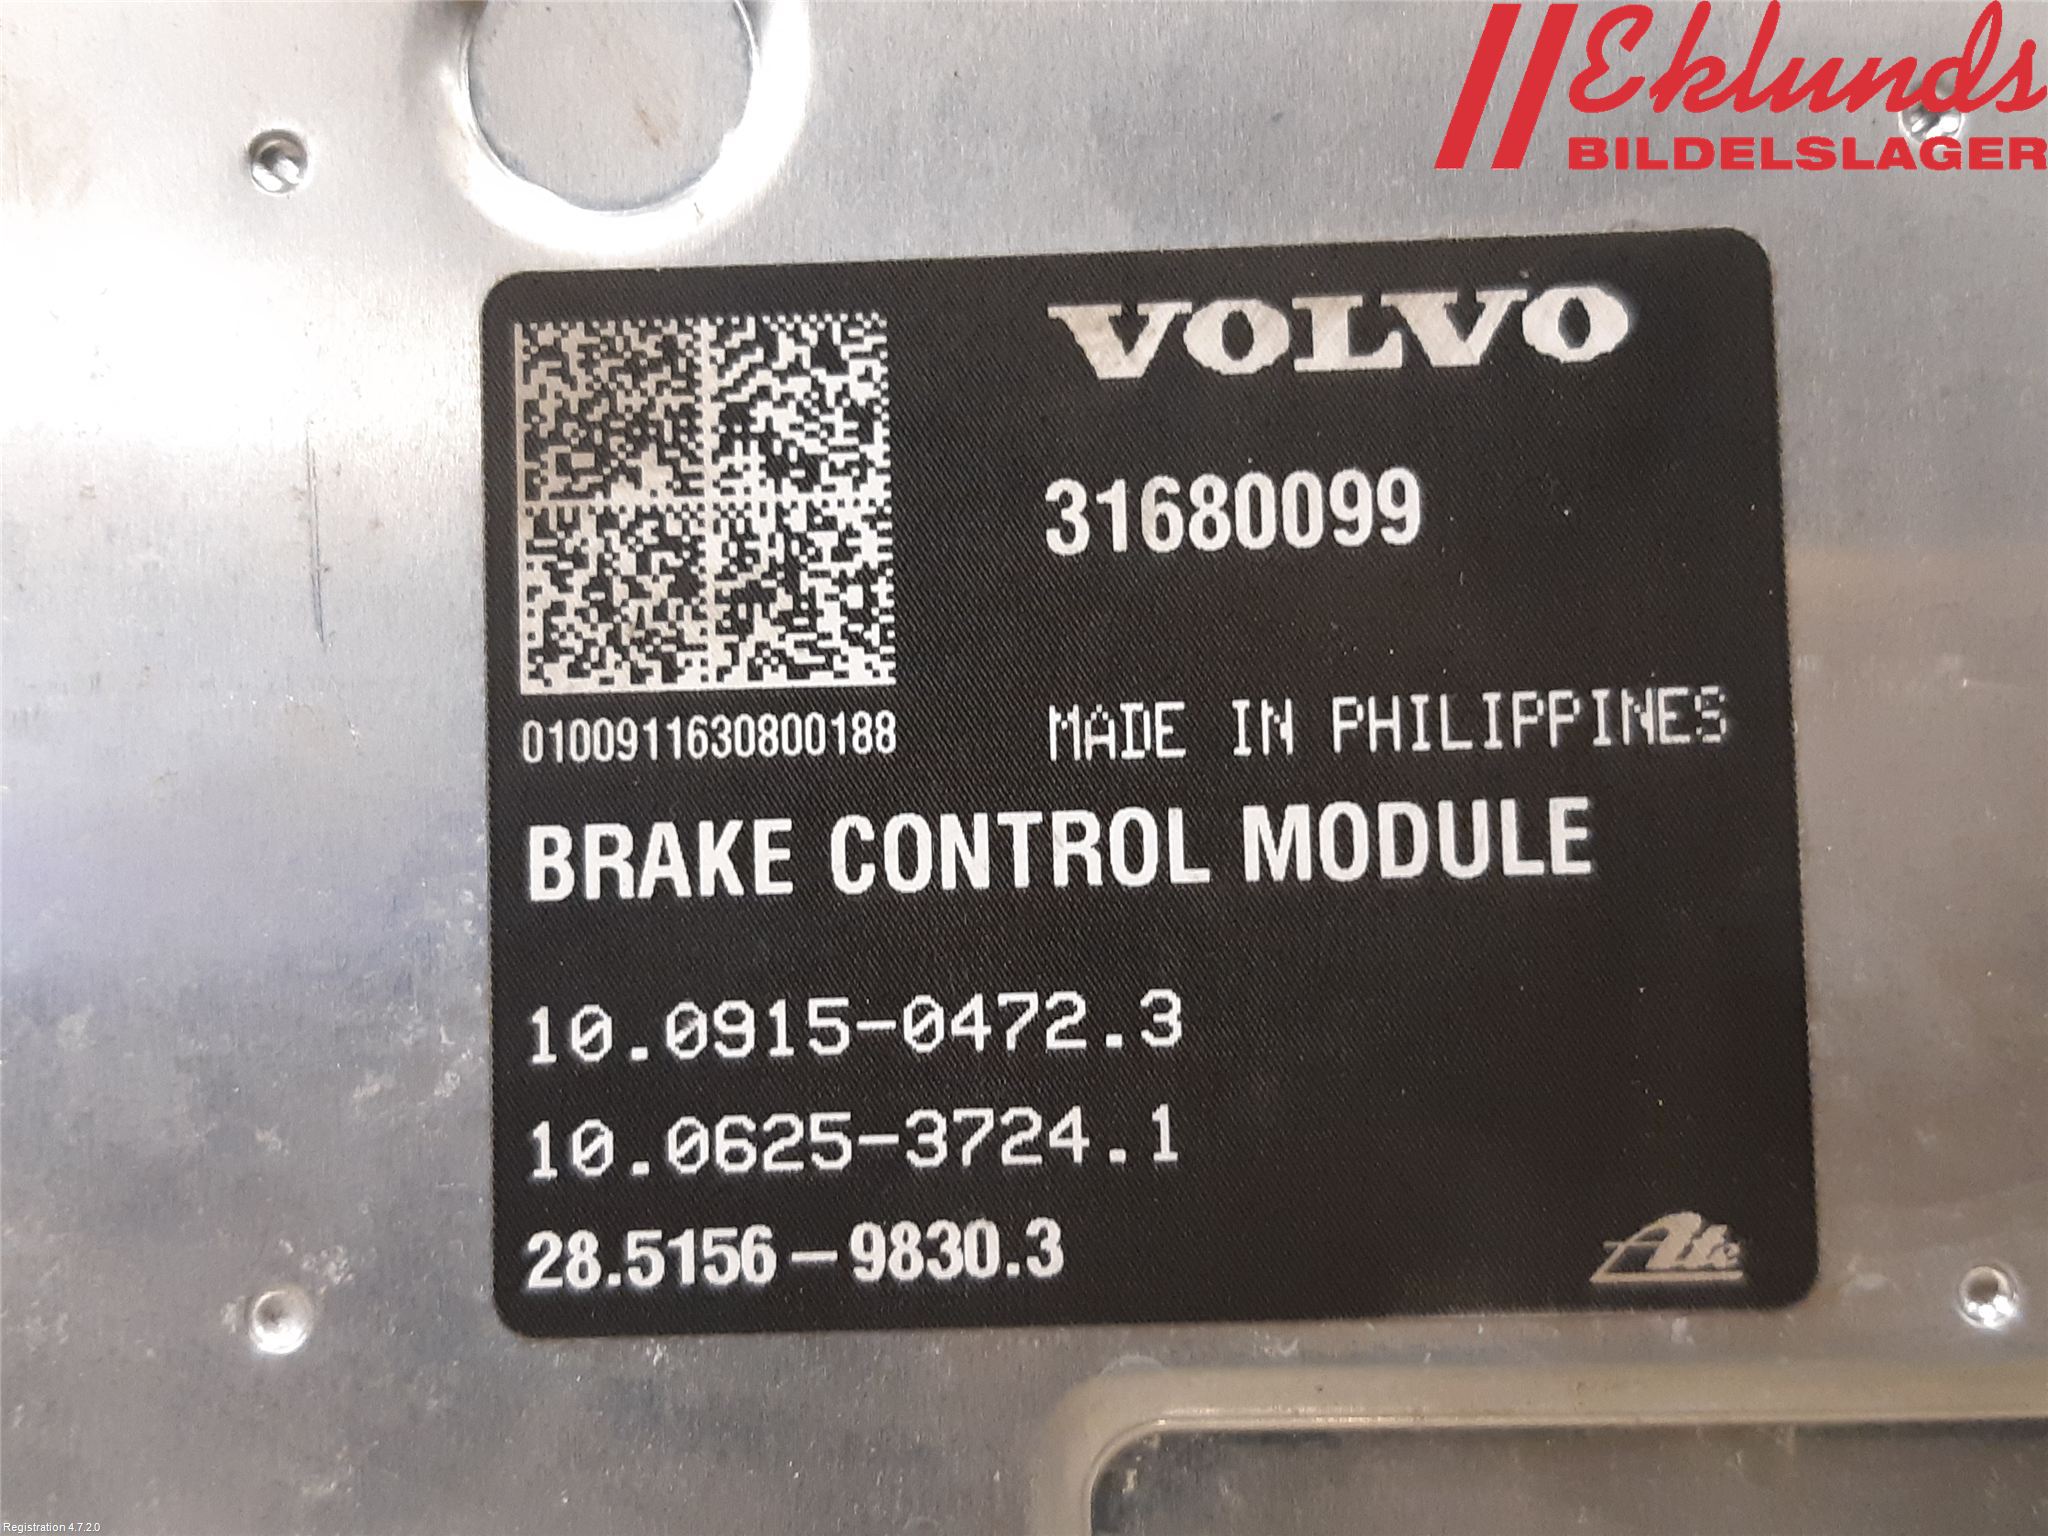 Eklunds
BILDELSLAGER
VOLVO
31680099
0100911630800188
MADE IN PHILIPPINES
BRAKE CONTROL MODULE
10.0915-0472.3
10.0625-3724.1
28.5156-9830.3
Ate
Registration 4.7.2.0